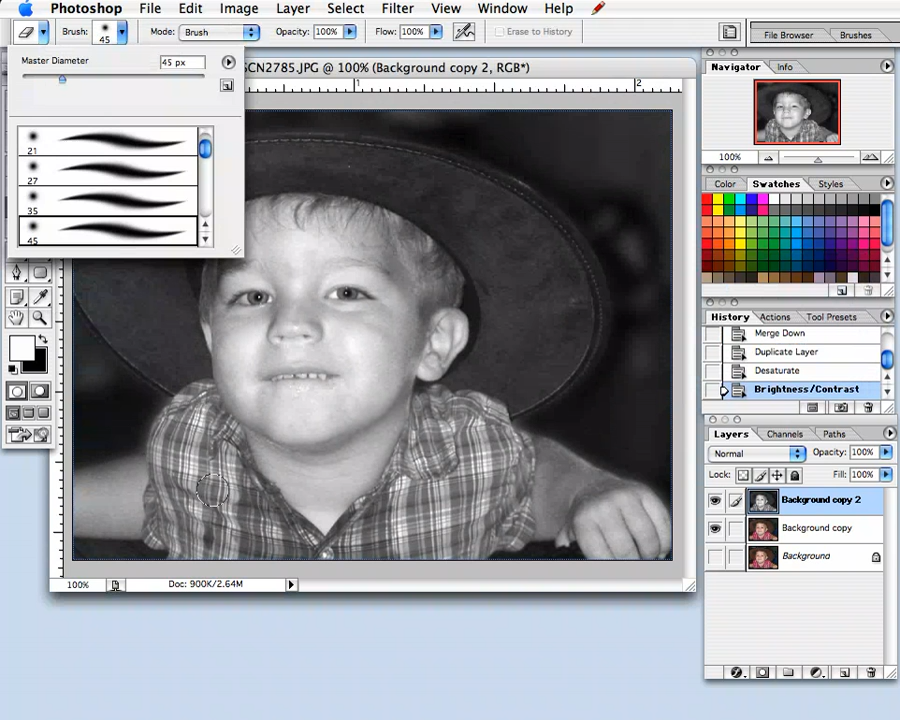 Photoshop File Edit Image Layer Select Filter View Window Help
Brush: 45 Mode: Brush Opacity: 100% Flow: 100% Erase to History File Browser Brushes
Master Diameter 45 px
21
27
35
45
SCN2785.JPG @ 100% (Background copy 2, RGB*)
1 2
100% Doc: 900K/2.64M
Navigator Info
100%
Color Swatches Styles
History Actions Tool Presets
Merge Down
Duplicate Layer
Desaturate
Brightness/Contrast
Layers Channels Paths
Normal Opacity: 100%
Lock: Fill: 100%
Background copy 2
Background copy
Background